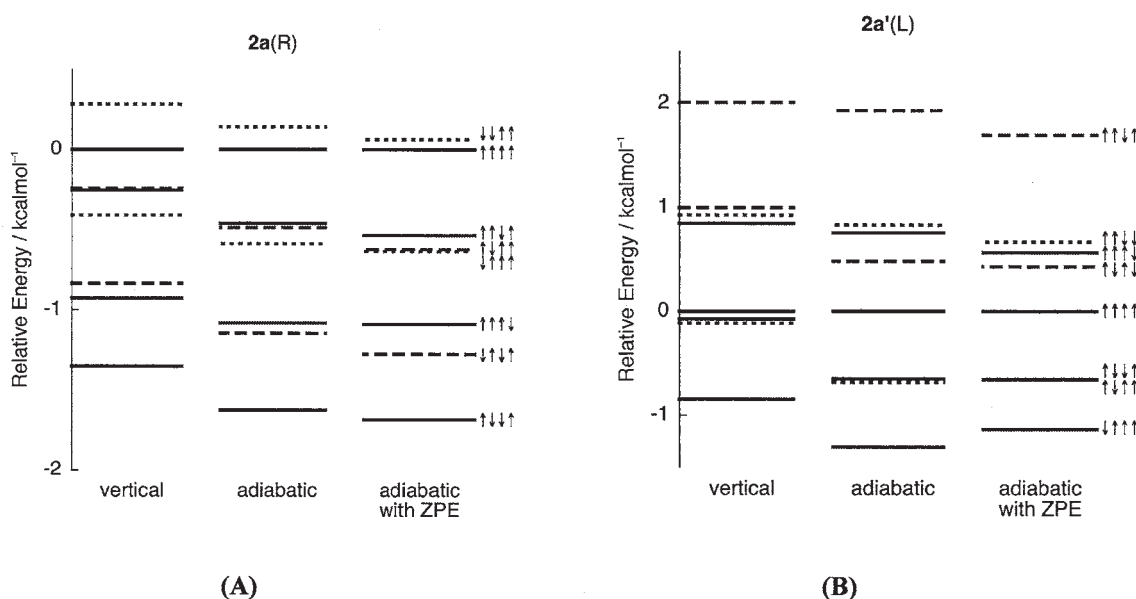 2a(R)
0
-1
-2
Relative Energy / kcalmol⁻¹
↓↓↑↑
↑↑↑↑
↑↑↓↑
↑↓↑↑
↓↑↑↑
↑↑↑↓
↓↑↓↑
↑↓↓↑
vertical
adiabatic
adiabatic
with ZPE
(A)
2a'(L)
2
1
0
-1
Relative Energy / kcalmol⁻¹
↑↑↓↑
↑↑↓↓
↑↑↑↓
↑↓↑↓
↑↑↑↑
↑↓↓↑
↑↓↑↑
↓↑↑↑
vertical
adiabatic
adiabatic
with ZPE
(B)